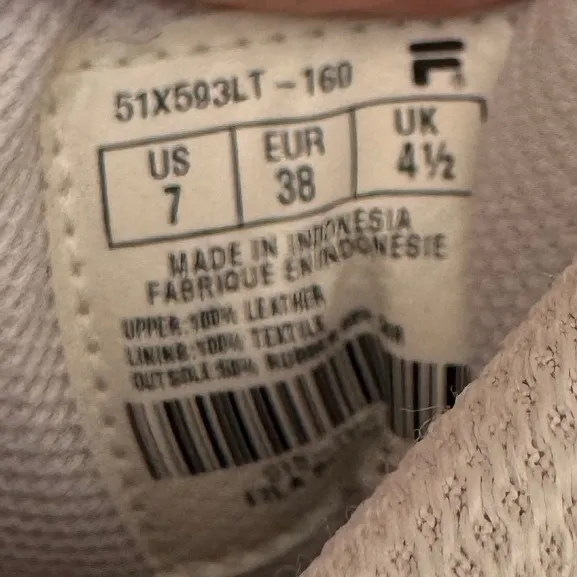 51X593LT - 160
F
US EUR UK
7 38 4½
MADE IN INDONESIA
FABRIQUE EN INDONESIE
UPPER: 100% LEATHER
LINING: 100% TEXTILE
OUTSOLE: